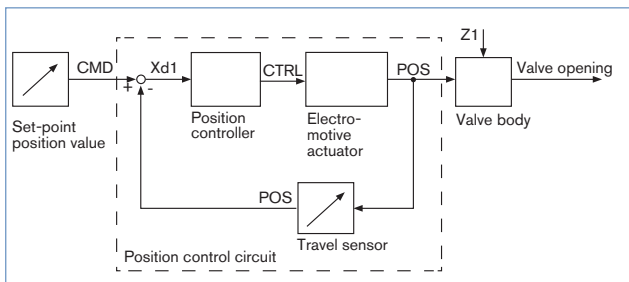 Z1
CMD
Xd1
CTRL
POS
Valve opening
+
-
Set-point
position value
Position
controller
Electro-
motive
actuator
Valve body
POS
Travel sensor
Position control circuit